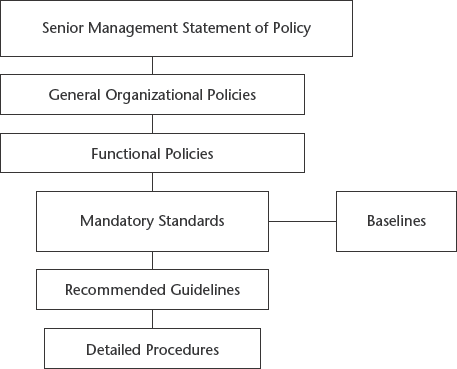 Senior Management Statement of Policy
General Organizational Policies
Functional Policies
Mandatory Standards
Baselines
Recommended Guidelines
Detailed Procedures